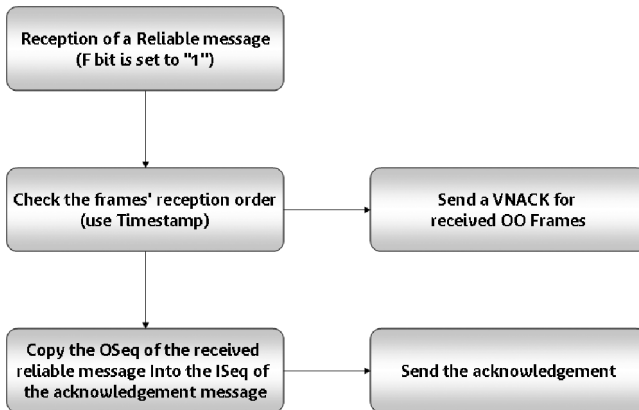 Reception of a Reliable message
(F bit is set to "1")
Check the frames' reception order
(use Timestamp)
Send a VNACK for
received OO Frames
Copy the OSeq of the received
reliable message Into the ISeq of
the acknowledgement message
Send the acknowledgement